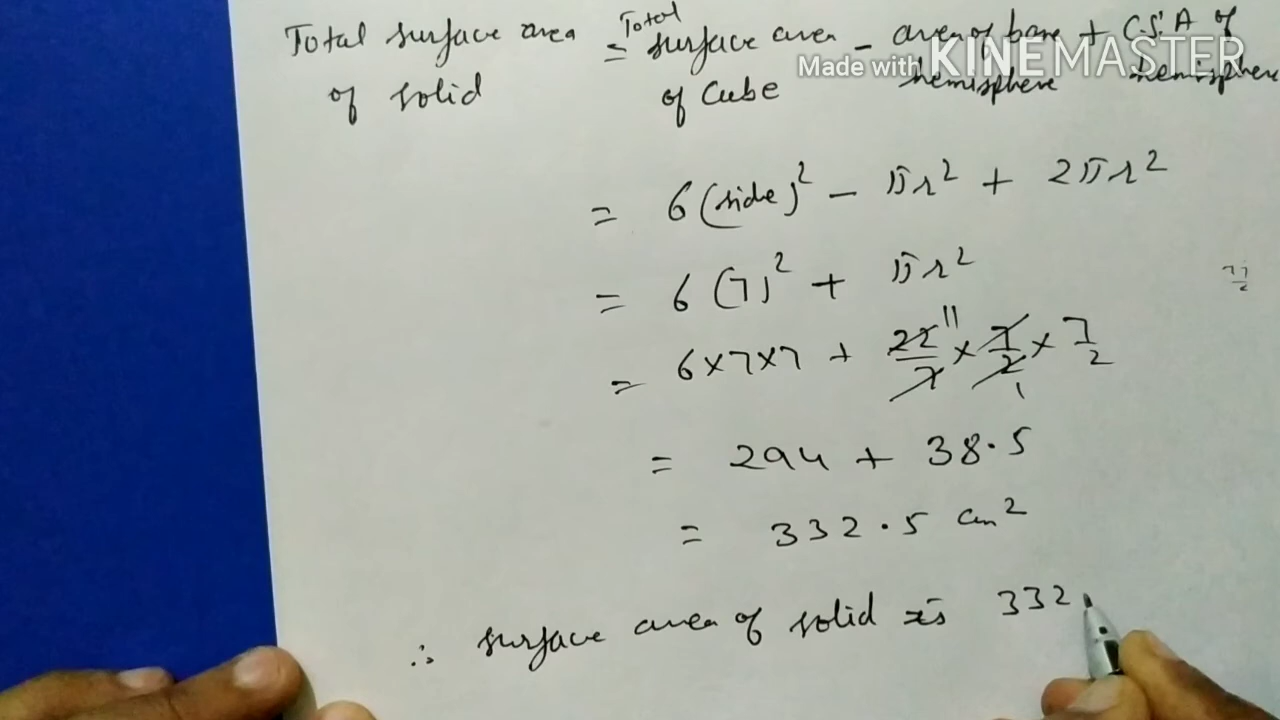 Total surface area = Total surface area - area of base + C.S.A of
of solid of Cube hemisphere hemisphere
Made with KINEMASTER
= 6(side)² - πr² + 2πr²
= 6(7)² + πr²
= 6×7×7 + 22/7 11 × 7/2 1 × 7/2
= 294 + 38.5
= 332.5 cm²
∴ surface area of solid is 332.